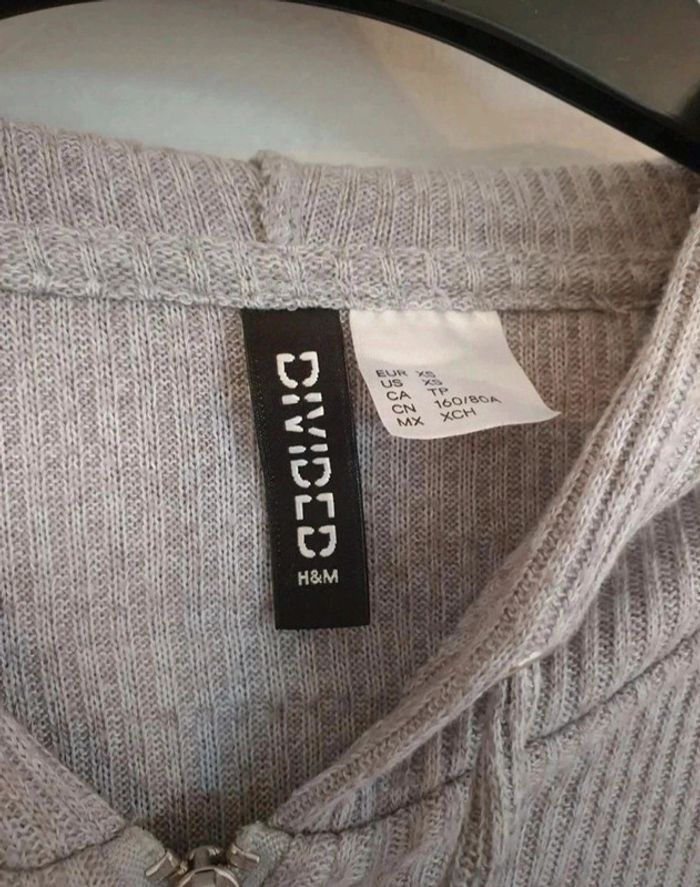 DIVIDED
H&M
EUR XS
US XS
CA TP
CN 160/80A
MX XCH